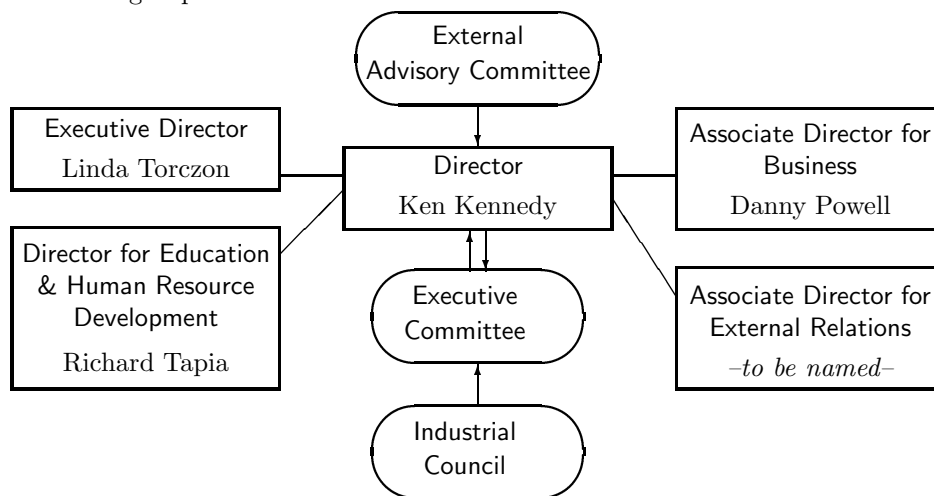 External
Advisory Committee
Executive Director
Linda Torczon
Director
Ken Kennedy
Associate Director for
Business
Danny Powell
Director for Education
& Human Resource
Development
Richard Tapia
Executive
Committee
Associate Director for
External Relations
–to be named–
Industrial
Council